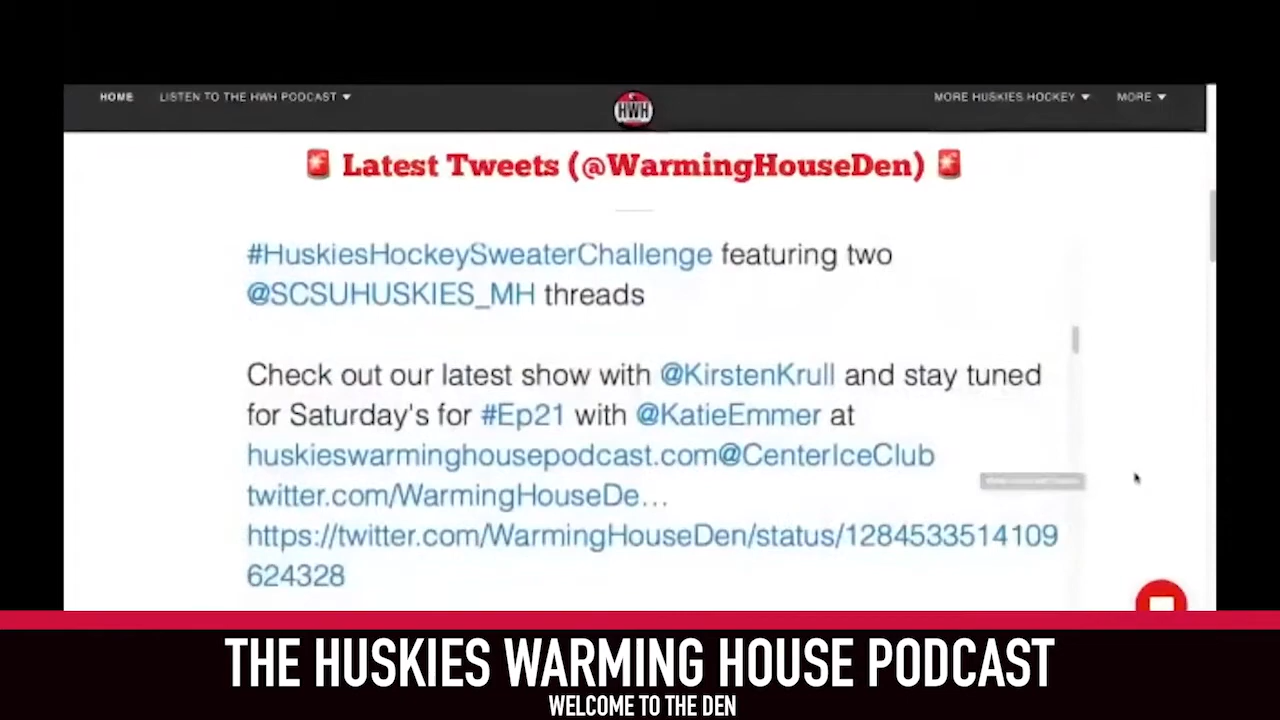 HOME LISTEN TO THE HWH PODCAST HWH MORE HUSKIES HOCKEY MORE
Latest Tweets (@WarmingHouseDen)
#HuskiesHockeySweaterChallenge featuring two
@SCSUHUSKIES_MH threads
Check out our latest show with @KirstenKrull and stay tuned
for Saturday's for #Ep21 with @KatieEmmer at
huskieswarminghousepodcast.com@CenterIceClub
twitter.com/WarmingHouseDe…
https://twitter.com/WarmingHouseDen/status/1284533514109
624328
THE HUSKIES WARMING HOUSE PODCAST
WELCOME TO THE DEN